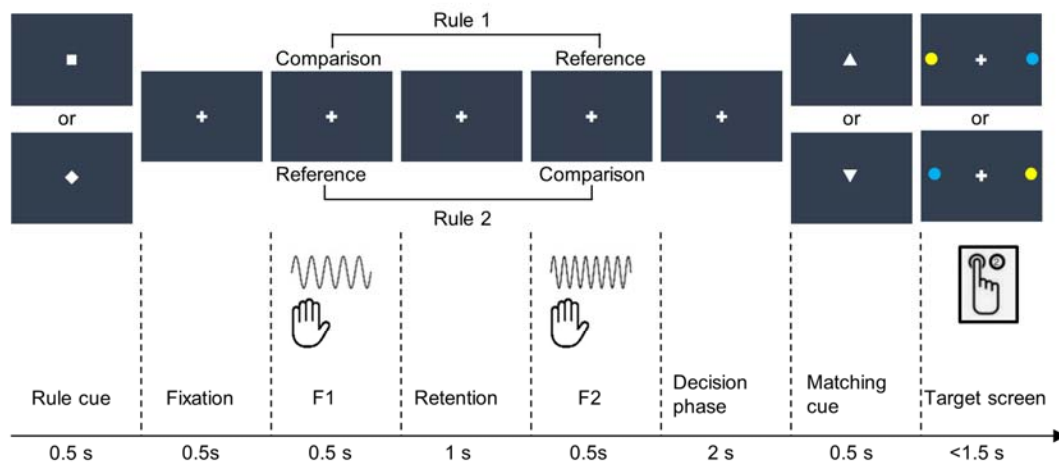 Rule 1
Comparison Reference
or or or
Reference Comparison
Rule 2
Rule cue Fixation F1 Retention F2 Decision phase Matching cue Target screen
0.5 s 0.5s 0.5 s 1 s 0.5s 2 s 0.5 s <1.5 s